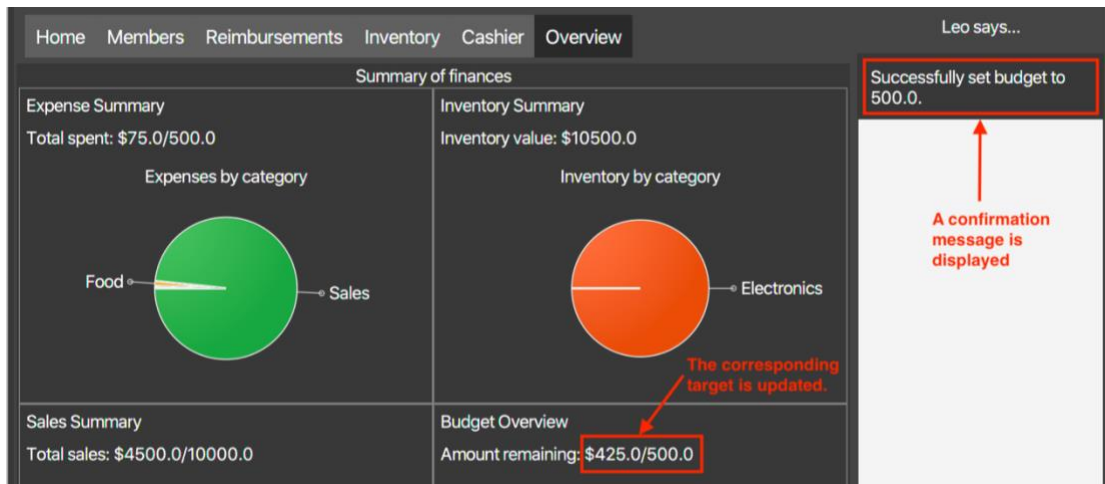 Home Members Reimbursements Inventory Cashier Overview
Leo says...
Summary of finances
Successfully set budget to
500.0.
Expense Summary
Total spent: $75.0/500.0
Expenses by category
Food
Sales
Inventory Summary
Inventory value: $10500.0
Inventory by category
Electronics
A confirmation
message is
displayed
The corresponding
target is updated.
Sales Summary
Total sales: $4500.0/10000.0
Budget Overview
Amount remaining: $425.0/500.0